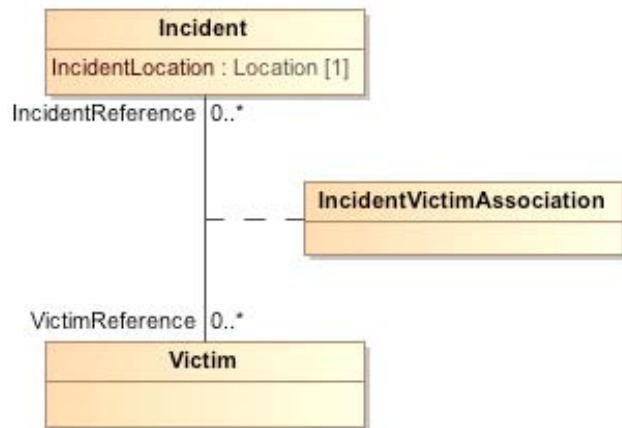 Incident
IncidentLocation : Location [1]
IncidentReference 0..*
IncidentVictimAssociation
VictimReference 0..*
Victim